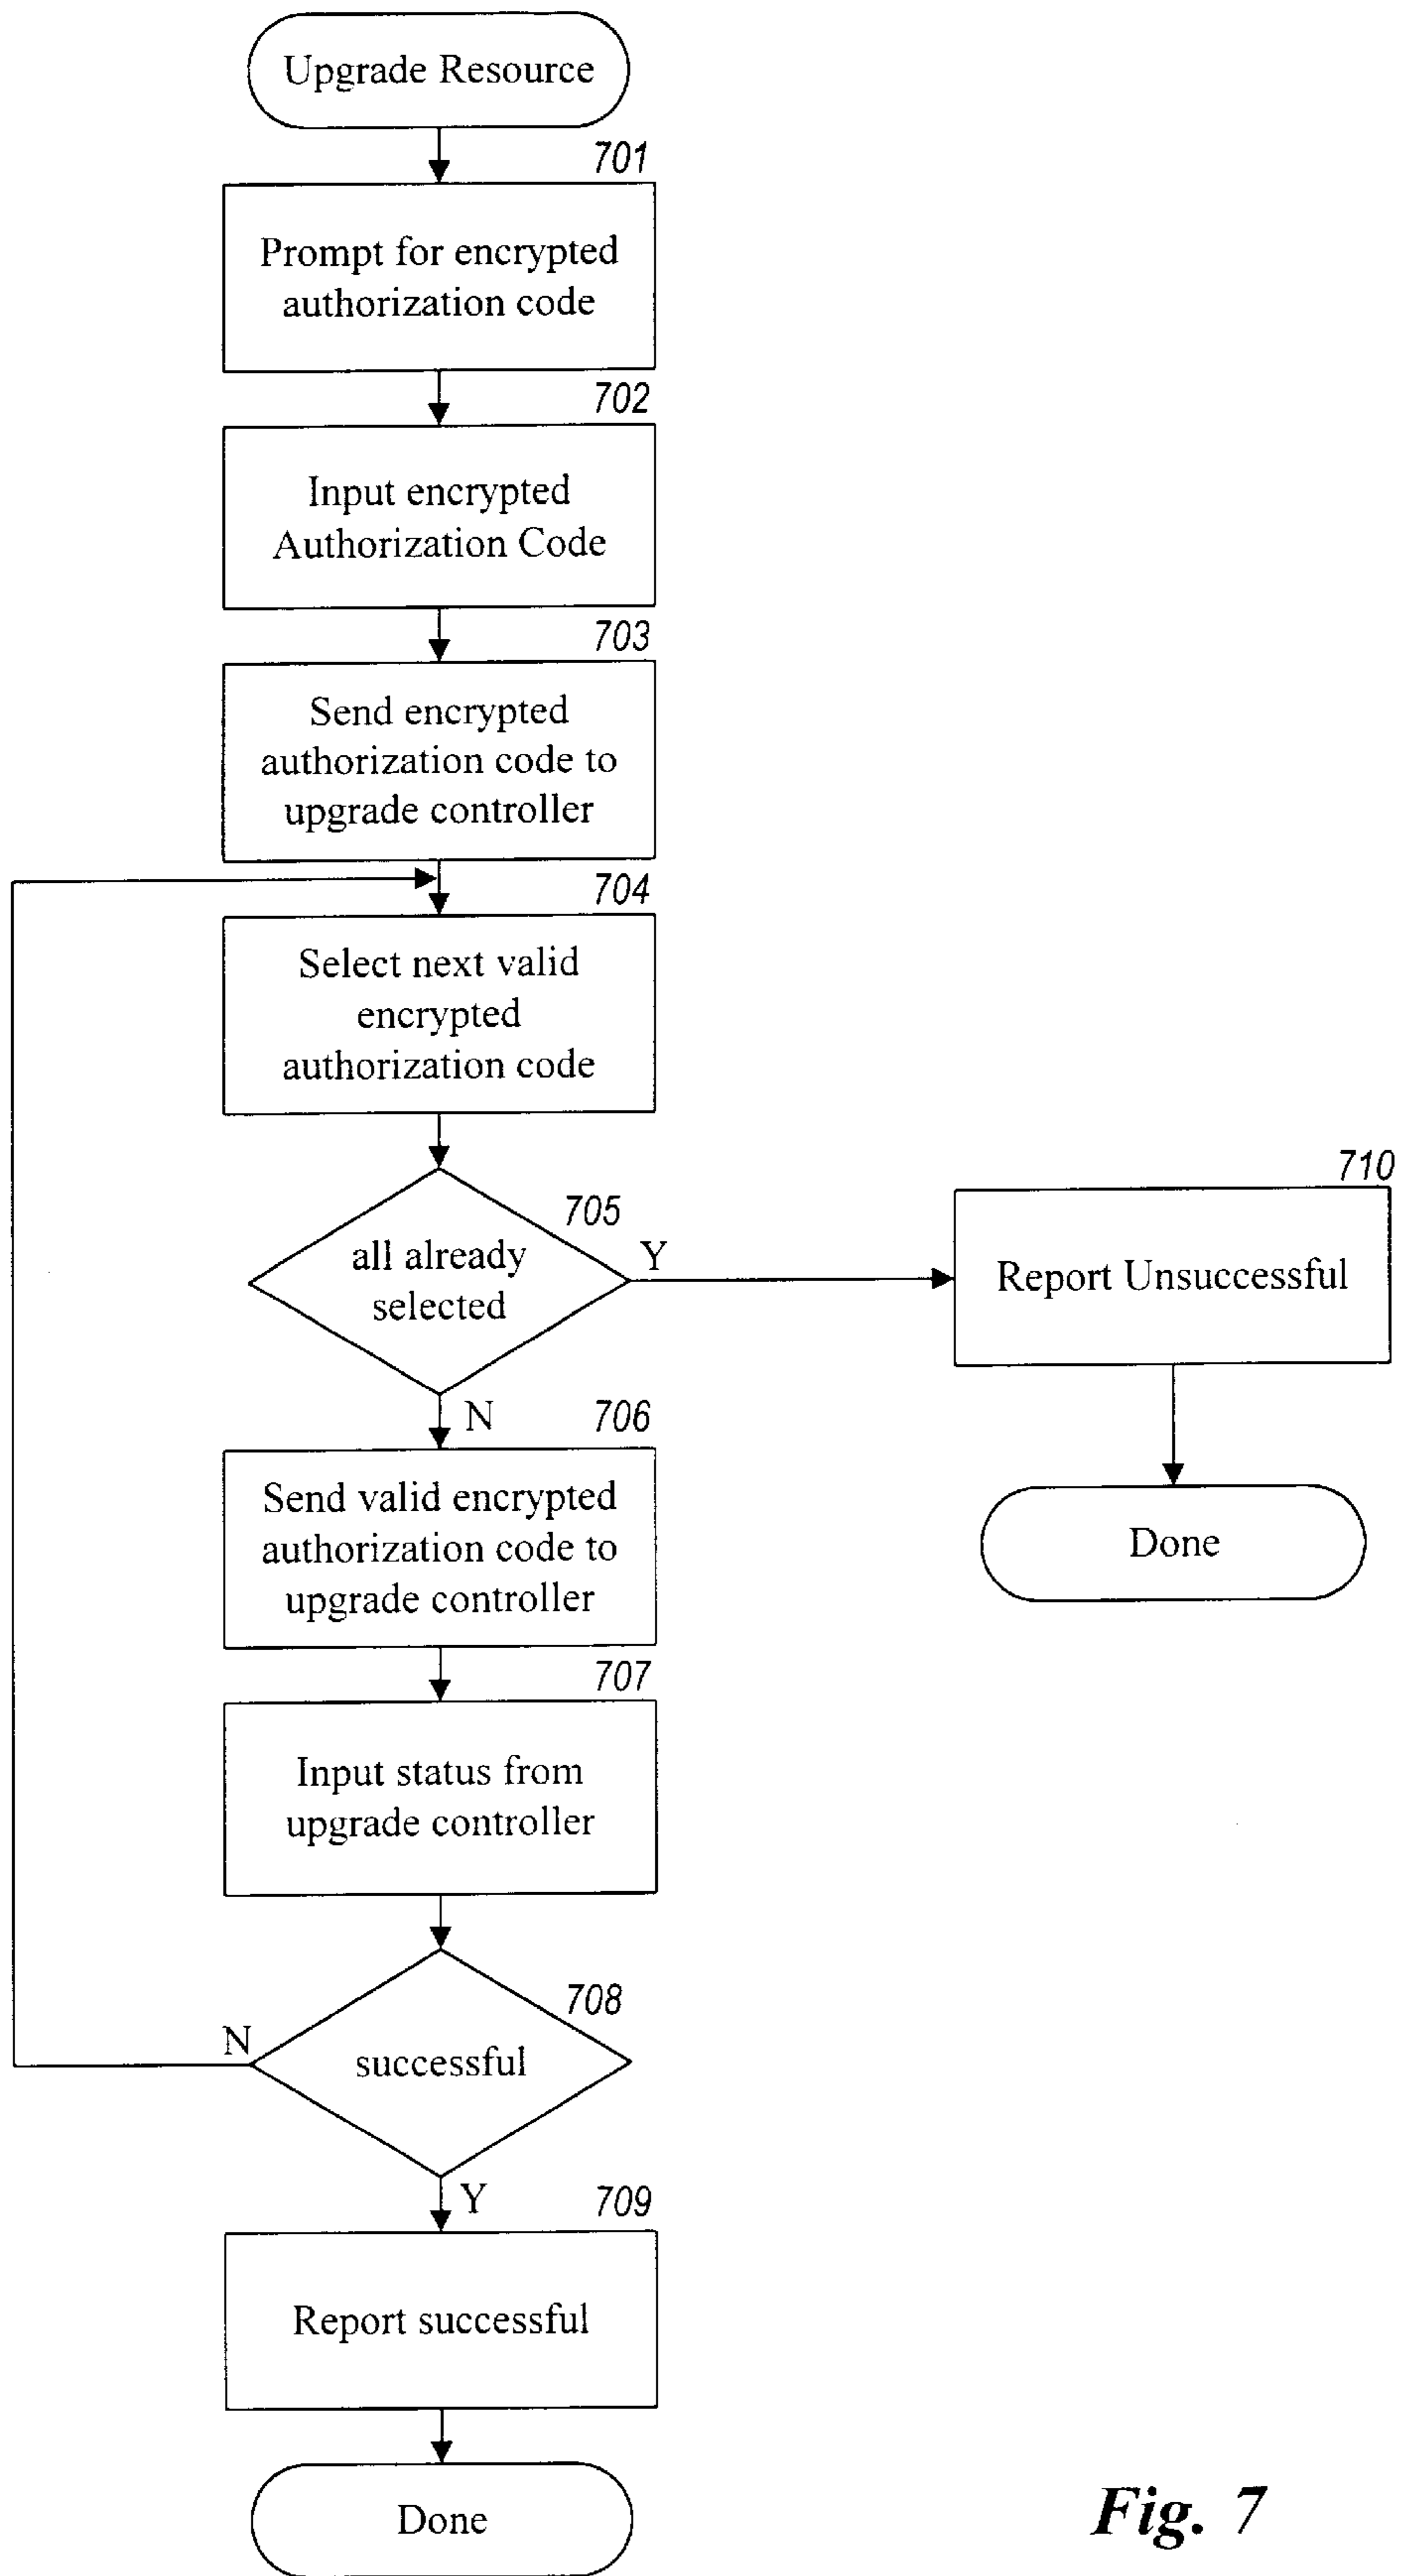 Upgrade Resource
701
Prompt for encrypted
authorization code
702
Input encrypted
Authorization Code
703
Send encrypted
authorization code to
upgrade controller
704
Select next valid
encrypted
authorization code
705
all already
selected
Y
710
Report Unsuccessful
Done
N
706
Send valid encrypted
authorization code to
upgrade controller
707
Input status from
upgrade controller
708
successful
N
Y
709
Report successful
Done
Fig. 7